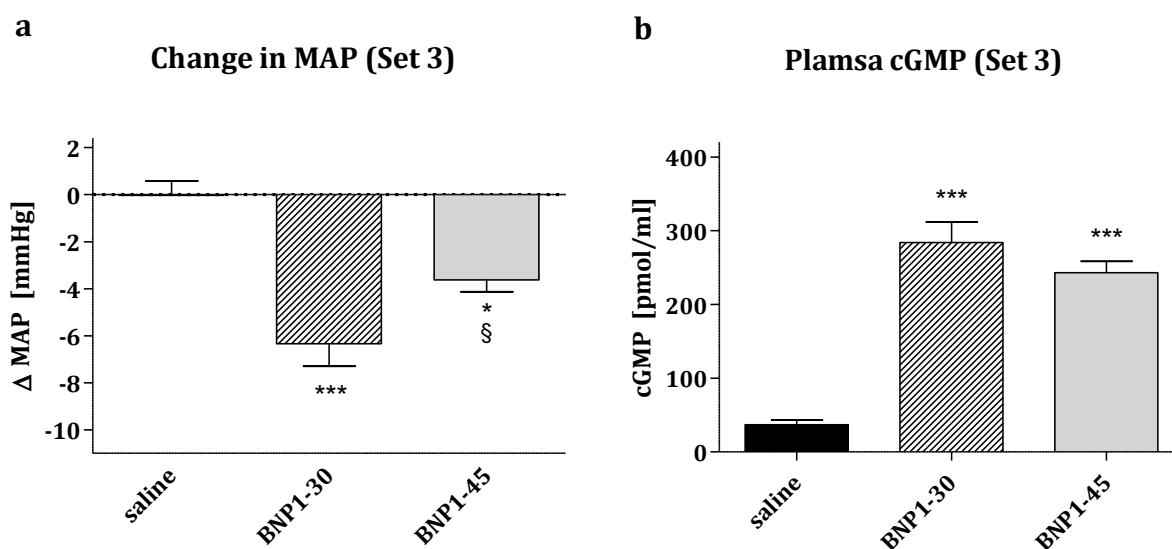 a
Change in MAP (Set 3)
Δ MAP [mmHg]
2
0
-2
-4
-6
-8
-10
***
*
§
saline
BNP1-30
BNP1-45
b
Plamsa cGMP (Set 3)
cGMP [pmol/ml]
400
300
200
100
0
***
***
saline
BNP1-30
BNP1-45